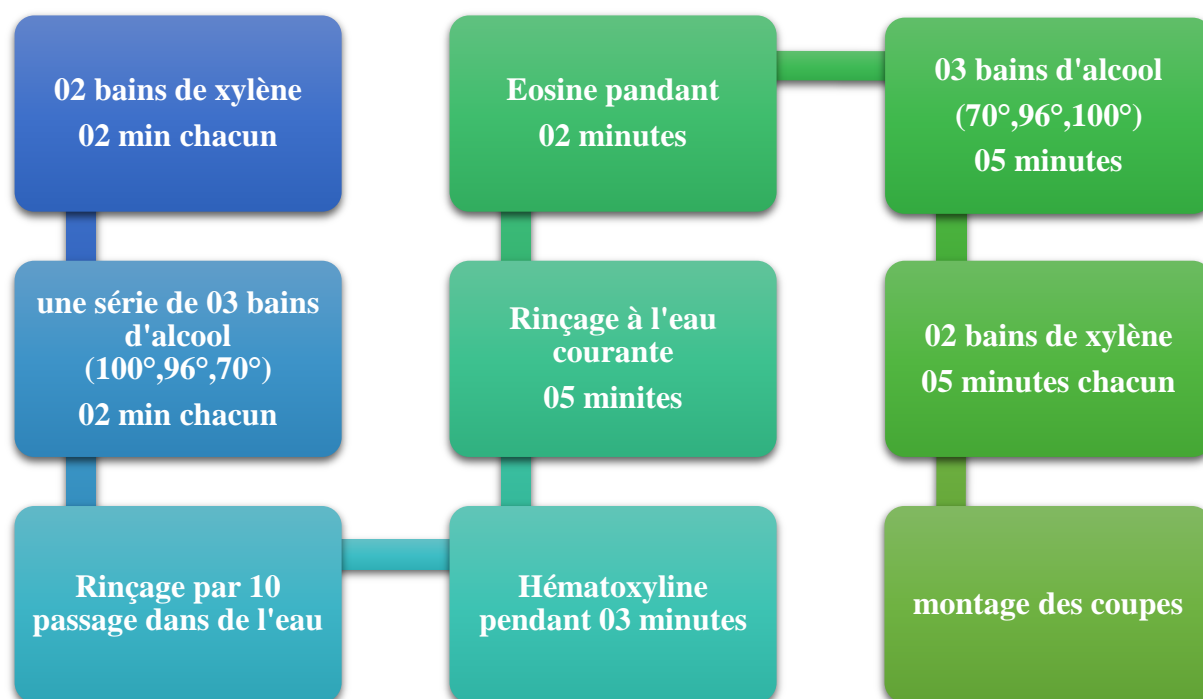 02 bains de xylène
02 min chacun
une série de 03 bains
d'alcool
(100°,96°,70°)
02 min chacun
Rinçage par 10
passage dans de l'eau
Hématoxyline
pendant 03 minutes
Rinçage à l'eau
courante
05 minites
Eosine pandant
02 minutes
03 bains d'alcool
(70°,96°,100°)
05 minutes
02 bains de xylène
05 minutes chacun
montage des coupes